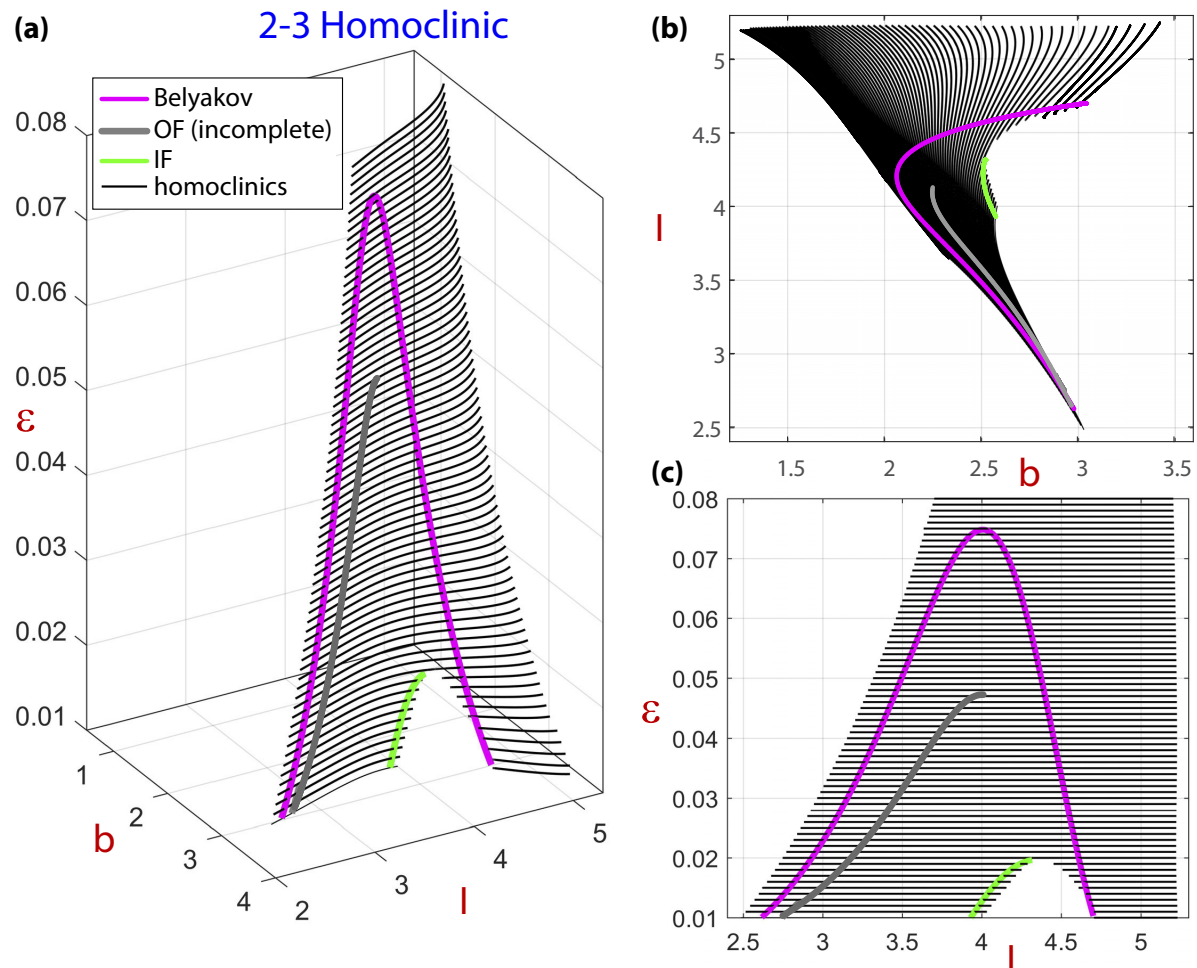 (a)
2-3 Homoclinic
Belyakov
OF (incomplete)
IF
homoclinics
0.08
0.07
0.06
0.05
ε
0.04
0.03
0.02
0.01
1
2
3
4
b
2
3
4
5
I
(b)
5
4.5
4
I
3.5
3
2.5
1.5
2
2.5
3
3.5
b
(c)
0.08
0.07
0.06
0.05
ε
0.04
0.03
0.02
0.01
2.5
3
3.5
4
4.5
5
I